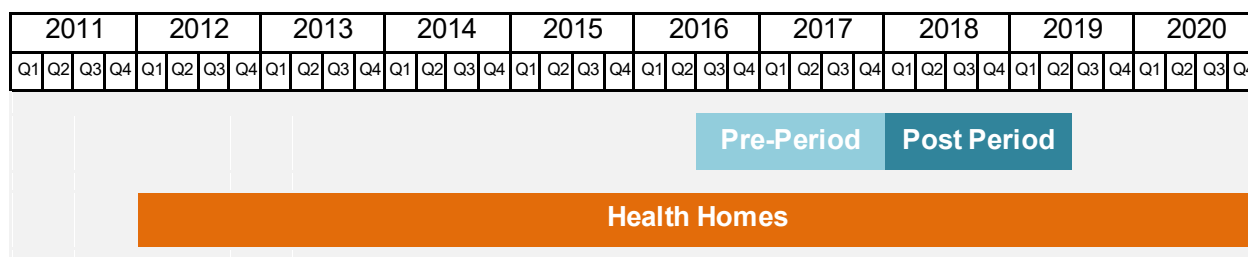 2011 2012 2013 2014 2015 2016 2017 2018 2019 2020
Q1 Q2 Q3 Q4 Q1 Q2 Q3 Q4 Q1 Q2 Q3 Q4 Q1 Q2 Q3 Q4 Q1 Q2 Q3 Q4 Q1 Q2 Q3 Q4 Q1 Q2 Q3 Q4 Q1 Q2 Q3 Q4 Q1 Q2 Q3 Q4 Q1 Q2 Q3 Q4
Pre-Period Post Period
Health Homes